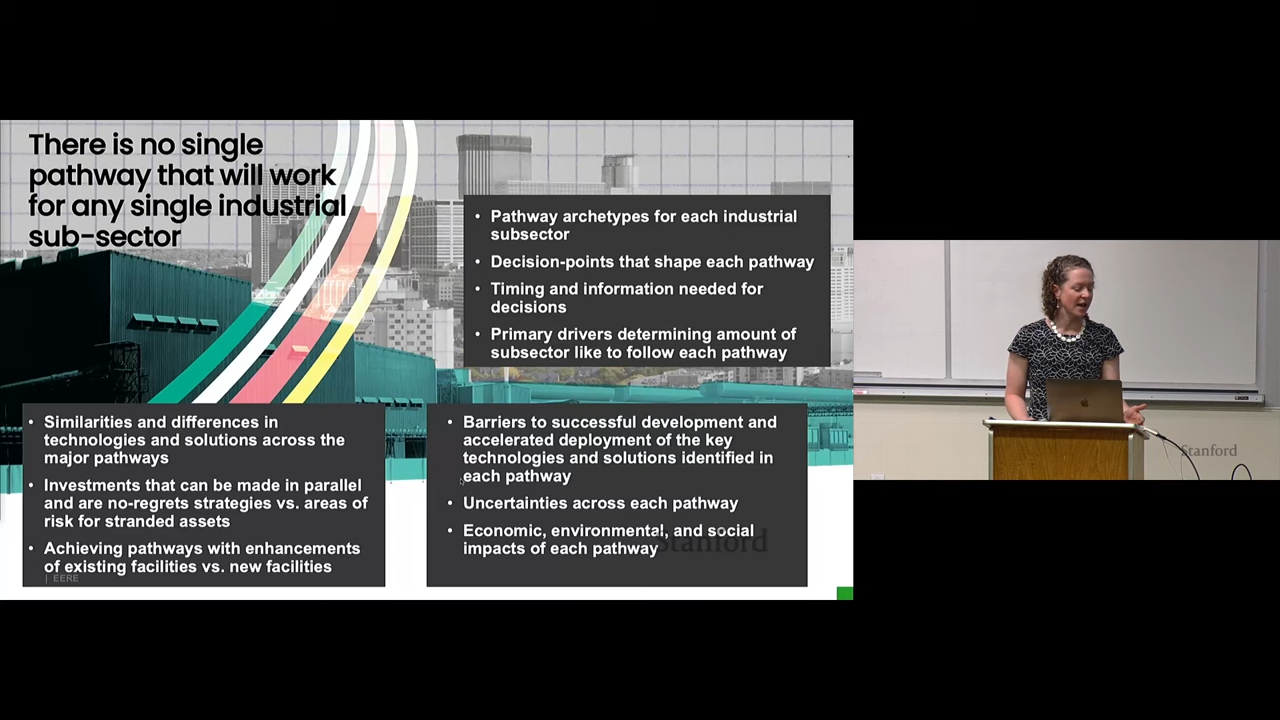 There is no single
pathway that will work
for any single industrial
sub-sector
• Pathway archetypes for each industrial
subsector
• Decision-points that shape each pathway
• Timing and information needed for
decisions
• Primary drivers determining amount of
subsector like to follow each pathway
• Similarities and differences in
technologies and solutions across the
major pathways
• Investments that can be made in parallel
and are no-regrets strategies vs. areas of
risk for stranded assets
• Achieving pathways with enhancements
of existing facilities vs. new facilities
| EERE
• Barriers to successful development and
accelerated deployment of the key
technologies and solutions identified in
each pathway
• Uncertainties across each pathway
• Economic, environmental, and social
impacts of each pathway
Stanford
Stanford